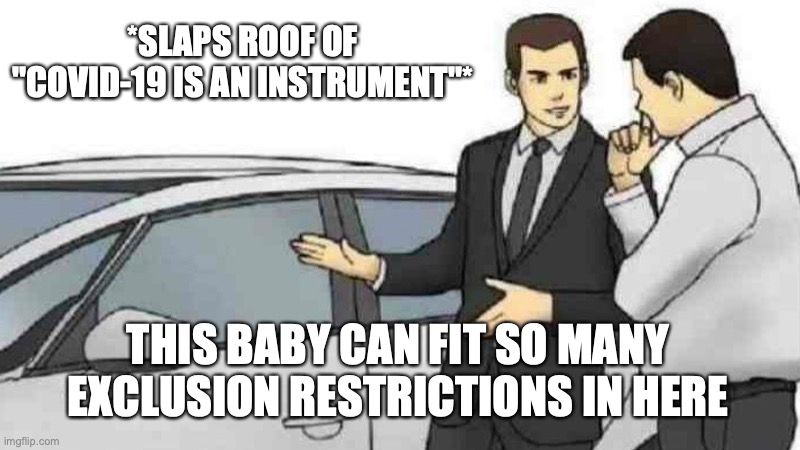 *SLAPS ROOF OF
"COVID-19 IS AN INSTRUMENT"*
THIS BABY CAN FIT SO MANY
EXCLUSION RESTRICTIONS IN HERE
imgflip.com